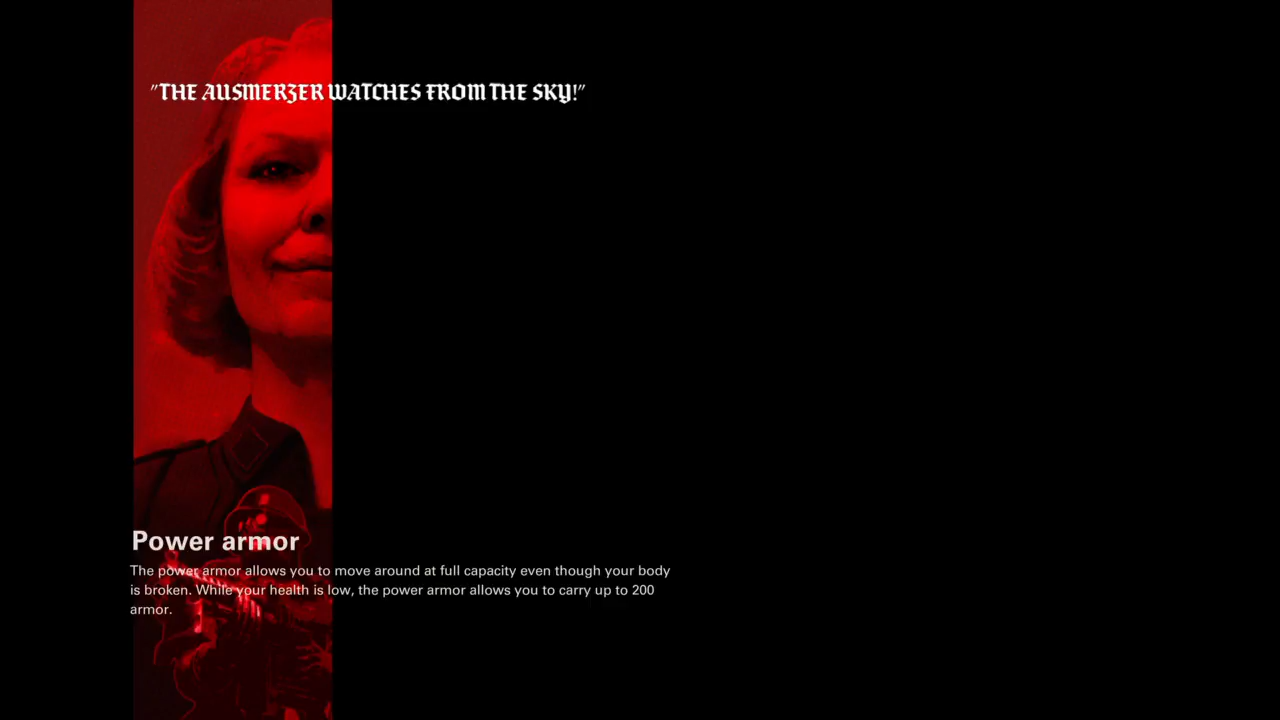 "THE AUSMERZER WATCHES FROM THE SKY!"
Power armor
The power armor allows you to move around at full capacity even though your body
is broken. While your health is low, the power armor allows you to carry up to 200
armor.